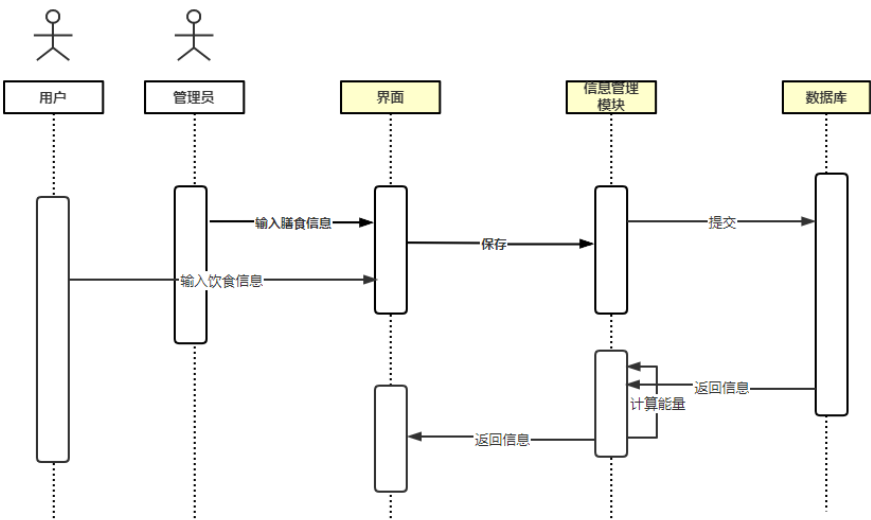 用户
管理员
界面
信息管理
模块
数据库
输入膳食信息
提交
保存
输入饮食信息
返回信息
计算能量
返回信息